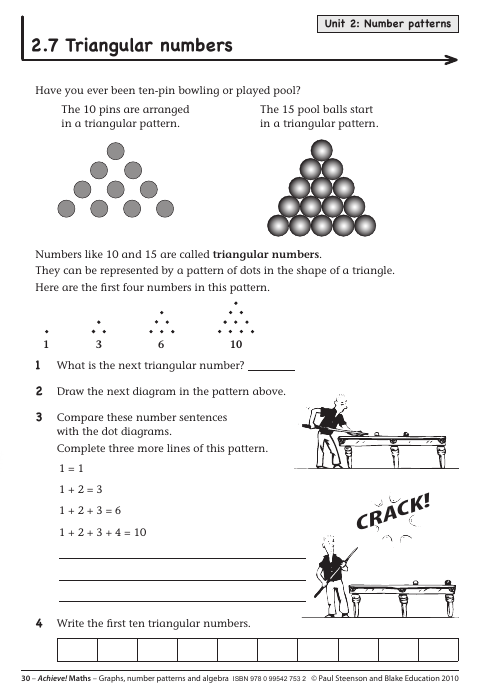 Unit 2: Number patterns
2.7 Triangular numbers
Have you ever been ten-pin bowling or played pool?
The 10 pins are arranged
in a triangular pattern.
The 15 pool balls start
in a triangular pattern.
Numbers like 10 and 15 are called triangular numbers.
They can be represented by a pattern of dots in the shape of a triangle.
Here are the first four numbers in this pattern.
1 3 6 10
1 What is the next triangular number?
2 Draw the next diagram in the pattern above.
3 Compare these number sentences
with the dot diagrams.
Complete three more lines of this pattern.
1 = 1
1 + 2 = 3
1 + 2 + 3 = 6
1 + 2 + 3 + 4 = 10
CRACK!
4 Write the first ten triangular numbers.
30 – Achieve! Maths – Graphs, number patterns and algebra ISBN 978 0 99542 753 2 © Paul Steenson and Blake Education 2010